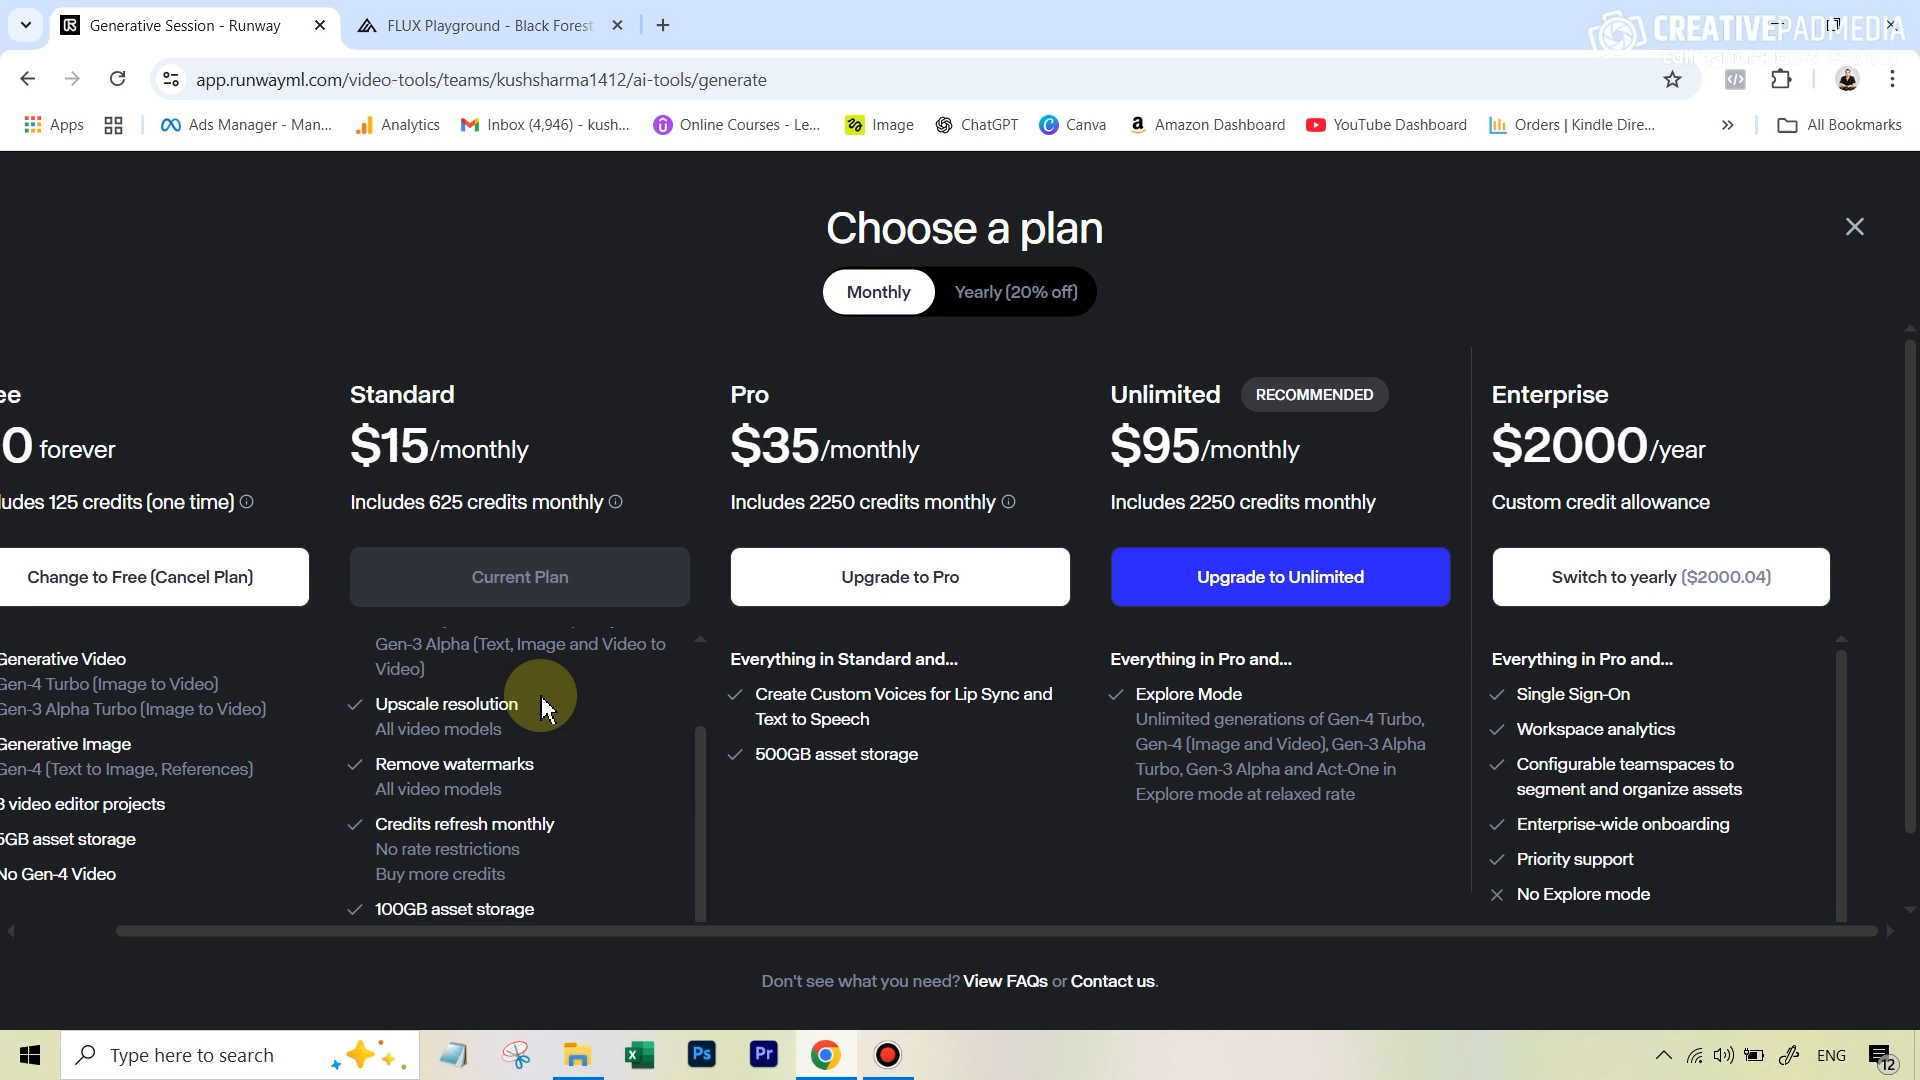 Generative Session - Runway
FLUX Playground - Black Forest
CREATIVEPADMEDIA
app.runwayml.com/video-tools/teams/kushsharma1412/ai-tools/generate
Apps
Ads Manager - Man...
Analytics
Inbox (4,946) - kush...
Online Courses - Le...
Image
ChatGPT
Canva
Amazon Dashboard
YouTube Dashboard
Orders | Kindle Dire...
All Bookmarks
Choose a plan
Monthly
Yearly (20% off)
ee
0 forever
ludes 125 credits (one time)
Change to Free (Cancel Plan)
Generative Video
Gen-4 Turbo (Image to Video)
Gen-3 Alpha Turbo (Image to Video)
Generative Image
Gen-4 (Text to Image, References)
3 video editor projects
5GB asset storage
No Gen-4 Video
Standard
$15/monthly
Includes 625 credits monthly
Current Plan
Gen-3 Alpha (Text, Image and Video to
Video)
Upscale resolution
All video models
Remove watermarks
All video models
Credits refresh monthly
No rate restrictions
Buy more credits
100GB asset storage
Pro
$35/monthly
Includes 2250 credits monthly
Upgrade to Pro
Everything in Standard and...
Create Custom Voices for Lip Sync and
Text to Speech
500GB asset storage
Unlimited
RECOMMENDED
$95/monthly
Includes 2250 credits monthly
Upgrade to Unlimited
Everything in Pro and...
Explore Mode
Unlimited generations of Gen-4 Turbo,
Gen-4 (Image and Video), Gen-3 Alpha
Turbo, Gen-3 Alpha and Act-One in
Explore mode at relaxed rate
Enterprise
$2000/year
Custom credit allowance
Switch to yearly ($2000.04)
Everything in Pro and...
Single Sign-On
Workspace analytics
Configurable teamspaces to
segment and organize assets
Enterprise-wide onboarding
Priority support
No Explore mode
Don't see what you need? View FAQs or Contact us.
Type here to search
Ps
Pr
ENG
12